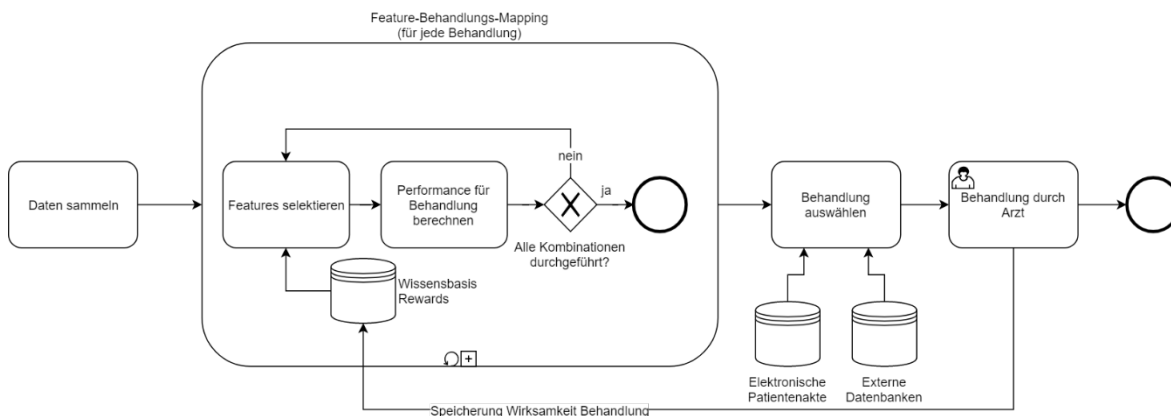 Feature-Behandlungs-Mapping
(für jede Behandlung)
Daten sammeln
Features selektieren
Performance für
Behandlung
berechnen
nein
ja
Alle Kombinationen
durchgeführt?
Wissensbasis
Rewards
Behandlung
auswählen
Behandlung durch
Arzt
Elektronische
Patientenakte
Externe
Datenbanken
Speicherung Wirksamkeit Behandlung